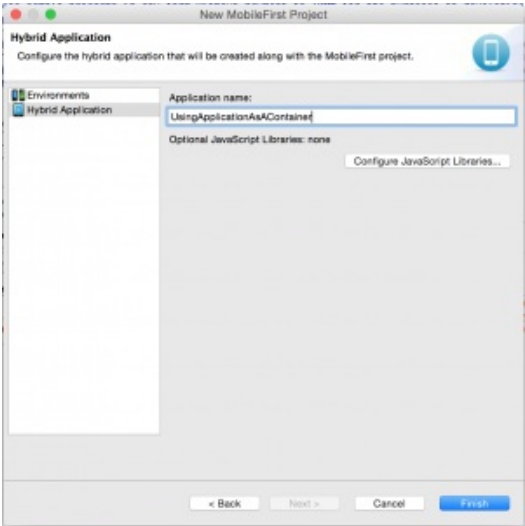 New MobileFirst Project
Hybrid Application
Configure the hybrid application that will be created along with the MobileFirst project.
Environments
Hybrid Application
Application name:
UsingApplicationAsAContainer
Optional JavaScript Libraries: none
Configure JavaScript Libraries...
< Back
Next >
Cancel
Finish